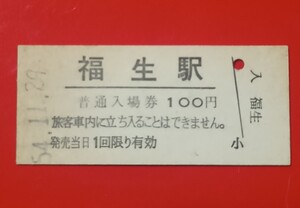 福生駅
普通入場券 100円
旅客車内に立ち入ることはできません。
発売当日1回限り有効
54.11.29
入 福生
小